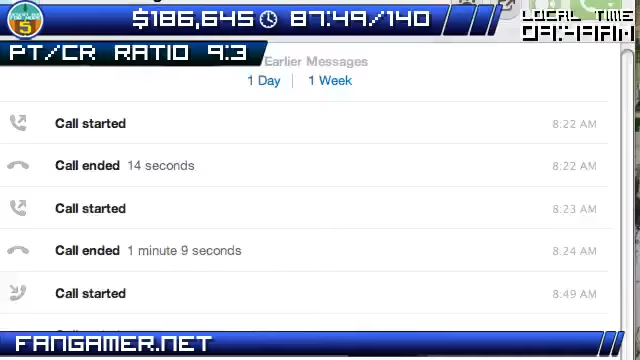 $186,645 87:49/140
LOCAL TIME
PT/CR RATIO 9:3
Earlier Messages
1 Day | 1 Week
Call started 8:22 AM
Call ended 14 seconds 8:22 AM
Call started 8:23 AM
Call ended 1 minute 9 seconds 8:24 AM
Call started 8:49 AM
FANGAMER.NET